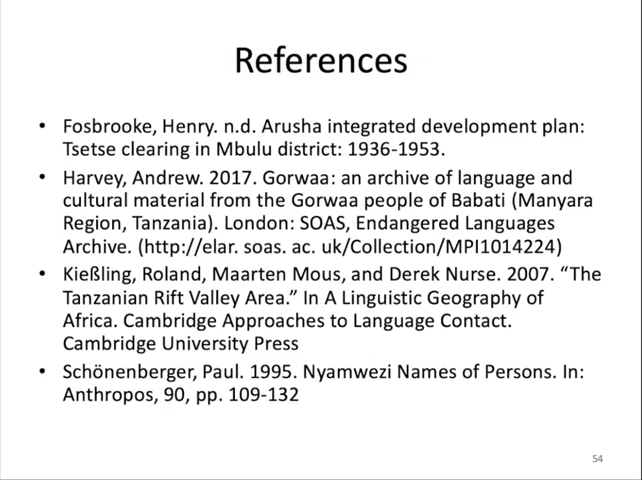 References
• Fosbrooke, Henry. n.d. Arusha integrated development plan:
Tsetse clearing in Mbulu district: 1936-1953.
• Harvey, Andrew. 2017. Gorwaa: an archive of language and
cultural material from the Gorwaa people of Babati (Manyara
Region, Tanzania). London: SOAS, Endangered Languages
Archive. (http://elar. soas. ac. uk/Collection/MPI1014224)
• Kießling, Roland, Maarten Mous, and Derek Nurse. 2007. “The
Tanzanian Rift Valley Area.” In A Linguistic Geography of
Africa. Cambridge Approaches to Language Contact.
Cambridge University Press
• Schönenberger, Paul. 1995. Nyamwezi Names of Persons. In:
Anthropos, 90, pp. 109-132
54